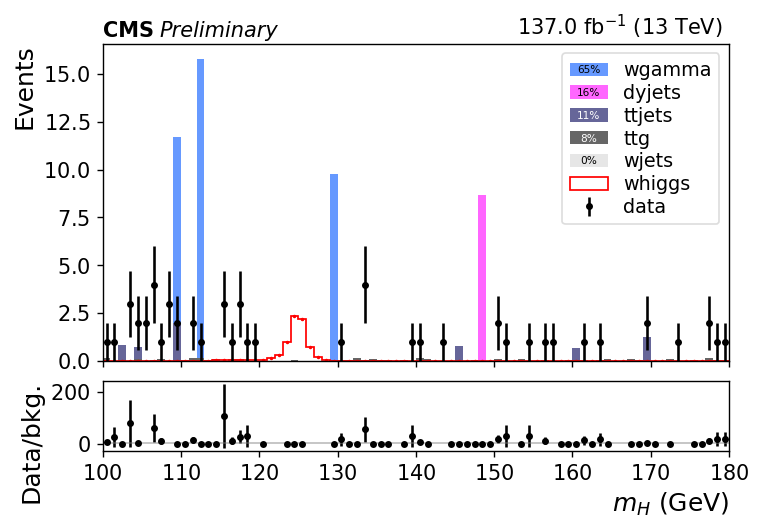 CMS Preliminary 137.0 fb⁻¹ (13 TeV)
Events
15.0
12.5
10.0
7.5
5.0
2.5
0.0
65% wgamma
16% dyjets
11% ttjets
8% ttg
0% wjets
whiggs
data
Data/bkg.
200
0
100 110 120 130 140 150 160 170 180
m_H (GeV)